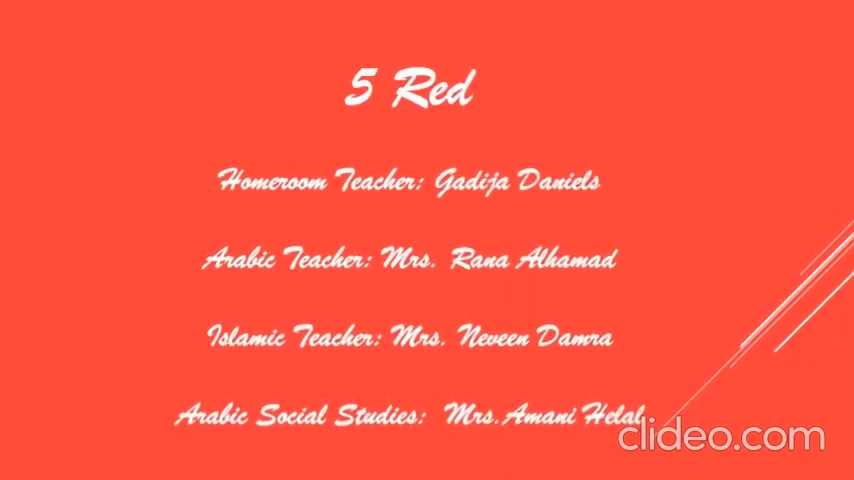 5 Red
Homeroom Teacher: Gadija Daniels
Arabic Teacher: Mrs. Rana Alhamad
Islamic Teacher: Mrs. Neveen Damra
Arabic Social Studies: Mrs.Amani Helal
clideo.com